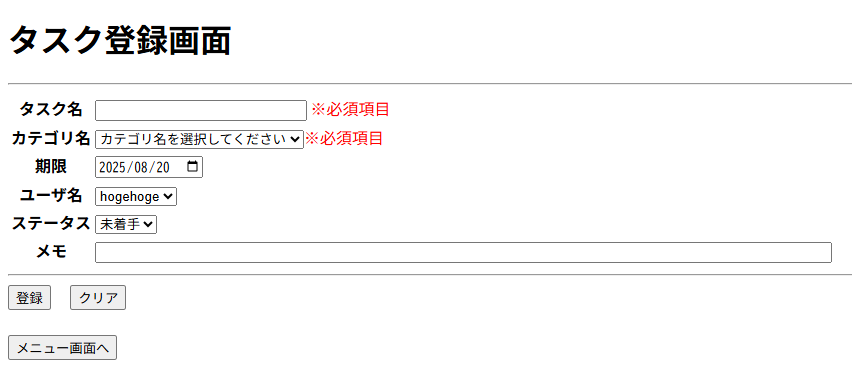 タスク登録画面
タスク名 ※必須項目
カテゴリ名 カテゴリ名を選択してください ※必須項目
期限 2025/08/20
ユーザ名 hogehoge
ステータス 未着手
メモ
登録 クリア
メニュー画面へ